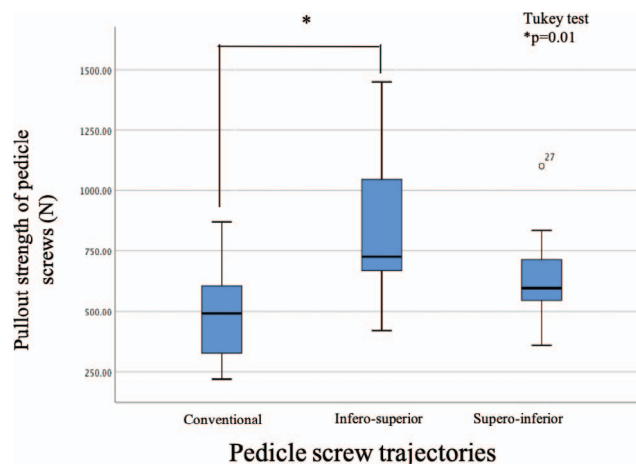 *
Tukey test
*p=0.01
1500.00
1250.00
1000.00
750.00
500.00
250.00
27
Pullout strength of pedicle
screws (N)
Conventional
Infero-superior
Supero-inferior
Pedicle screw trajectories